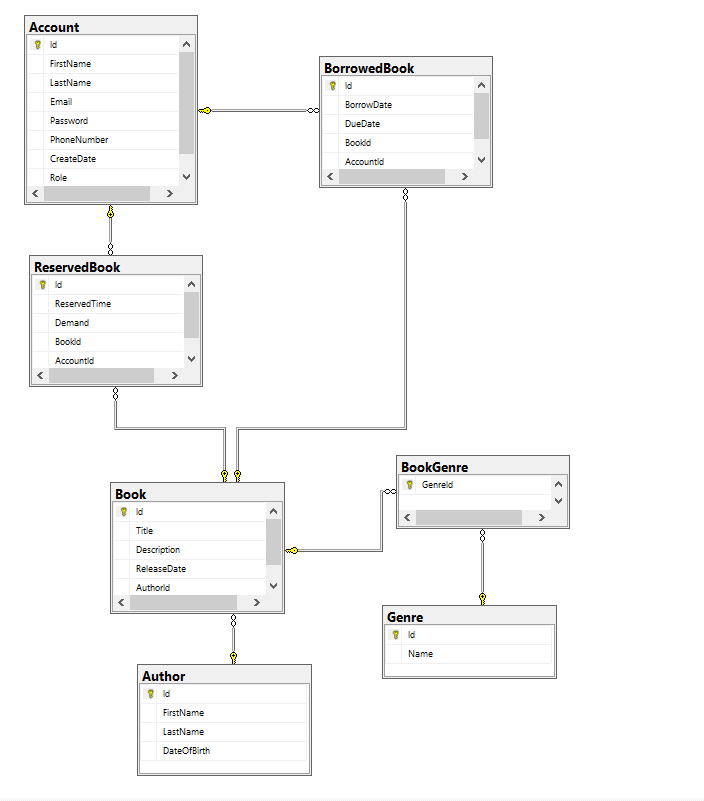 Account
Id
FirstName
LastName
Email
Password
PhoneNumber
CreateDate
Role
BorrowedBook
Id
BorrowDate
DueDate
BookId
AccountId
ReservedBook
Id
ReservedTime
Demand
BookId
AccountId
Book
Id
Title
Description
ReleaseDate
AuthorId
BookGenre
GenreId
Genre
Id
Name
Author
Id
FirstName
LastName
DateOfBirth